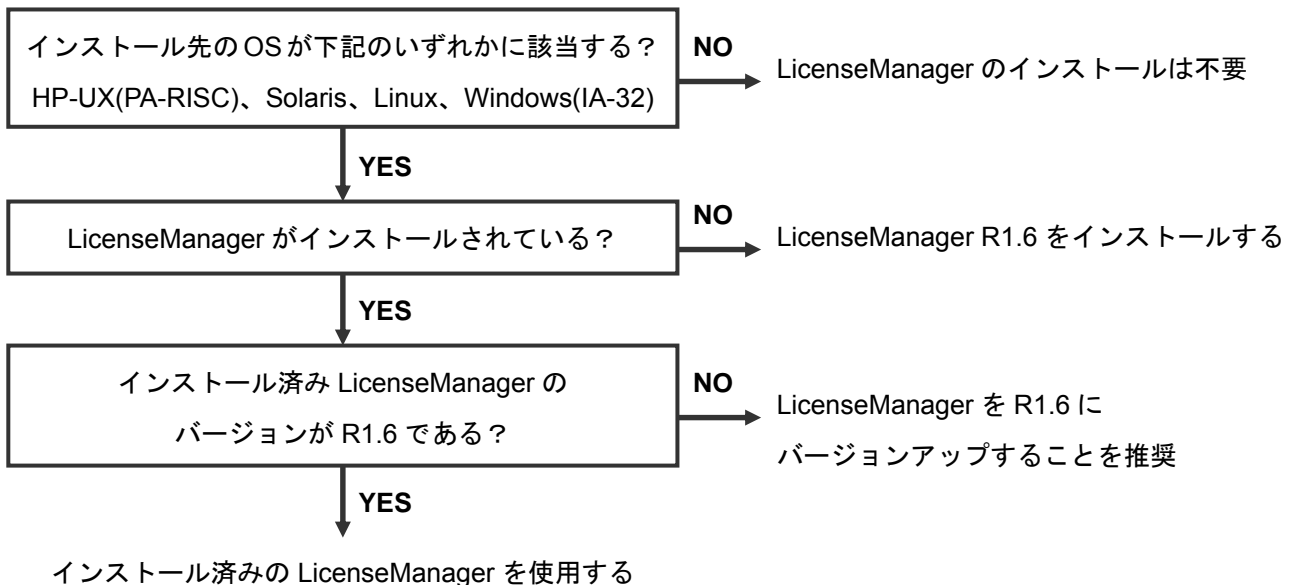 インストール先の OS が下記のいずれかに該当する？
HP-UX(PA-RISC)、Solaris、Linux、Windows(IA-32)
NO
LicenseManager のインストールは不要
YES
LicenseManager がインストールされている？
NO
LicenseManager R1.6 をインストールする
YES
インストール済み LicenseManager の
バージョンが R1.6 である？
NO
LicenseManager を R1.6 に
バージョンアップすることを推奨
YES
インストール済みの LicenseManager を使用する